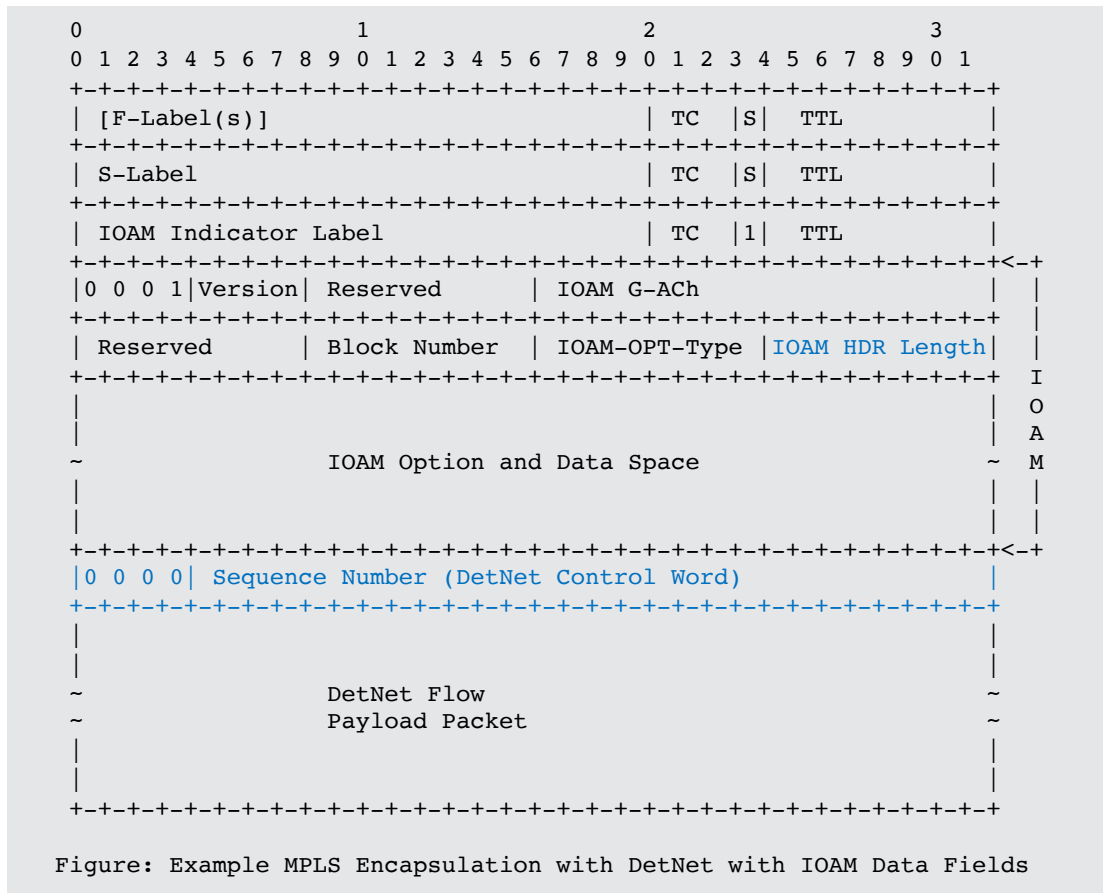 0                   1                   2                   3
0 1 2 3 4 5 6 7 8 9 0 1 2 3 4 5 6 7 8 9 0 1 2 3 4 5 6 7 8 9 0 1
+-+-+-+-+-+-+-+-+-+-+-+-+-+-+-+-+-+-+-+-+-+-+-+-+-+-+-+-+-+-+-+-+
| [F-Label(s)]                          | TC  |S|  TTL          |
+-+-+-+-+-+-+-+-+-+-+-+-+-+-+-+-+-+-+-+-+-+-+-+-+-+-+-+-+-+-+-+-+
| S-Label                               | TC  |S|  TTL          |
+-+-+-+-+-+-+-+-+-+-+-+-+-+-+-+-+-+-+-+-+-+-+-+-+-+-+-+-+-+-+-+-+
| IOAM Indicator Label                  | TC  |1|  TTL          |
+-+-+-+-+-+-+-+-+-+-+-+-+-+-+-+-+-+-+-+-+-+-+-+-+-+-+-+-+-+-+-+-+<-+
|0 0 0 1|Version| Reserved      | IOAM G-ACh                    |  |
+-+-+-+-+-+-+-+-+-+-+-+-+-+-+-+-+-+-+-+-+-+-+-+-+-+-+-+-+-+-+-+-+  |
| Reserved      | Block Number  | IOAM-OPT-Type |IOAM HDR Length|  |
+-+-+-+-+-+-+-+-+-+-+-+-+-+-+-+-+-+-+-+-+-+-+-+-+-+-+-+-+-+-+-+-+  I
|                                                               |  O
|                                                               |  A
~                 IOAM Option and Data Space                    ~  M
|                                                               |  |
|                                                               |  |
+-+-+-+-+-+-+-+-+-+-+-+-+-+-+-+-+-+-+-+-+-+-+-+-+-+-+-+-+-+-+-+-+<-+
|0 0 0 0| Sequence Number (DetNet Control Word)                 |
+-+-+-+-+-+-+-+-+-+-+-+-+-+-+-+-+-+-+-+-+-+-+-+-+-+-+-+-+-+-+-+-+
|                                                               |
|                                                               |
~                 DetNet Flow                                   ~
~                 Payload Packet                                ~
|                                                               |
|                                                               |
+-+-+-+-+-+-+-+-+-+-+-+-+-+-+-+-+-+-+-+-+-+-+-+-+-+-+-+-+-+-+-+-+
Figure: Example MPLS Encapsulation with DetNet with IOAM Data Fields